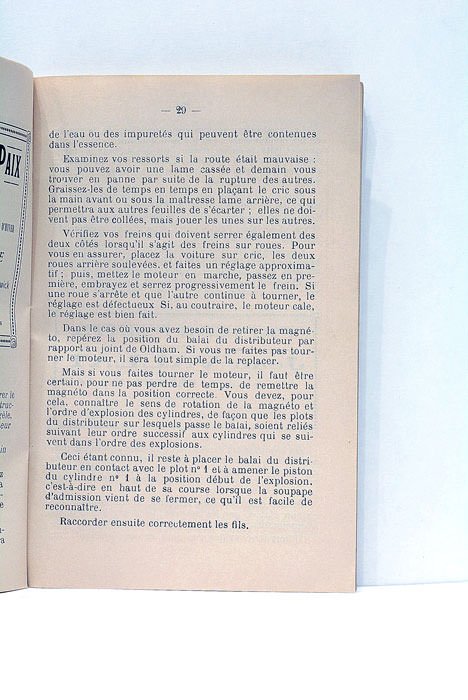 PAIX
— 29 —
de l'eau ou des impuretés qui peuvent être contenues
dans l'essence.
Examinez vos ressorts si la route était mauvaise :
vous pouvez avoir une lame cassée et demain vous
trouver en panne par suite de la rupture des autres.
Graissez-les de temps en temps en plaçant le cric sous
la main avant ou sous la maîtresse lame arrière, ce qui
permettra aux autres feuilles de s'écarter ; elles ne doi-
vent pas être collées, mais jouer les unes sur les autres.
Vérifiez vos freins qui doivent serrer également des
deux côtés lorsqu'il s'agit des freins sur roues. Pour
vous en assurer, placez la voiture sur cric, les deux
roues arrière soulevées, et faites un réglage approxima-
tif ; puis, mettez le moteur en marche, passez en pre-
mière, embrayez et serrez progressivement le frein. Si
une roue s'arrête et que l'autre continue à tourner, le
réglage est défectueux Si, au contraire, le moteur cale,
le réglage est bien fait.
Dans le cas où vous avez besoin de retirer la magné-
to, repérez la position du balai du distributeur par
rapport au joint de Oldham. Si vous ne faites pas tour-
ner le moteur, il sera tout simple de la replacer.
Mais si vous faites tourner le moteur, il faut être
certain, pour ne pas perdre de temps, de remettre la
magnéto dans la position correcte. Vous devez, pour
cela, connaître le sens de rotation de la magnéto et
l'ordre d'explosion des cylindres, de façon que les plots
du distributeur sur lesquels passe le balai, soient reliés
suivant leur ordre successif aux cylindres qui se sui-
vent dans l'ordre des explosions.
Ceci étant connu, il reste à placer le balai du distri-
buteur en contact avec le plot n° 1 et à amener le piston
du cylindre n° 1 à la position début de l'explosion,
c'est-à-dire en haut de sa course lorsque la soupape
d'admission vient de se fermer, ce qu'il est facile de
reconnaître.
Raccorder ensuite correctement les fils.